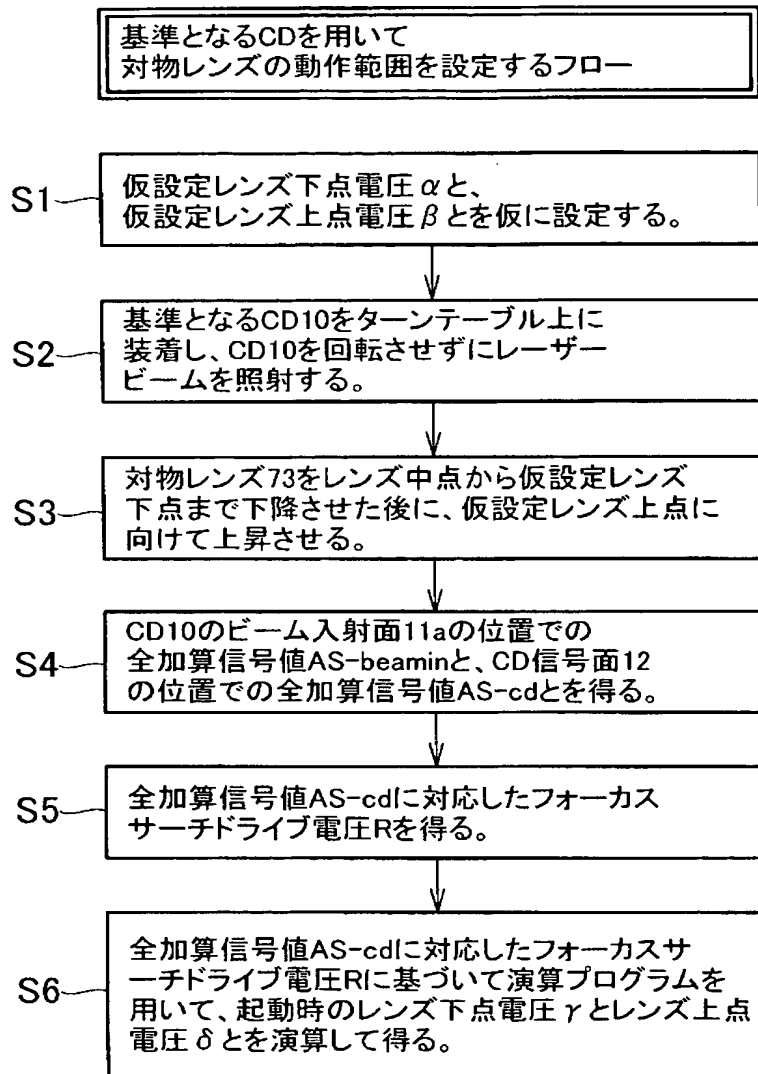 基準となるCDを用いて
対物レンズの動作範囲を設定するフロー
S1
仮設定レンズ下点電圧αと、
仮設定レンズ上点電圧βとを仮に設定する。
S2
基準となるCD10をターンテーブル上に
装着し、CD10を回転させずにレーザー
ビームを照射する。
S3
対物レンズ73をレンズ中点から仮設定レンズ
下点まで下降させた後に、仮設定レンズ上点に
向けて上昇させる。
S4
CD10のビーム入射面11aの位置での
全加算信号値AS-beaminと、CD信号面12
の位置での全加算信号値AS-cdとを得る。
S5
全加算信号値AS-cdに対応したフォーカス
サーチドライブ電圧Rを得る。
S6
全加算信号値AS-cdに対応したフォーカスサ
ーチドライブ電圧Rに基づいて演算プログラムを
用いて、起動時のレンズ下点電圧γとレンズ上点
電圧δとを演算して得る。